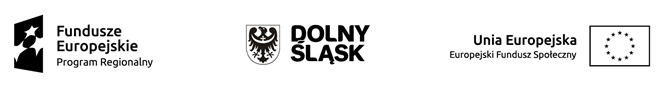 Fundusze
Europejskie
Program Regionalny
DOLNY
ŚLĄSK
Unia Europejska
Europejski Fundusz Społeczny